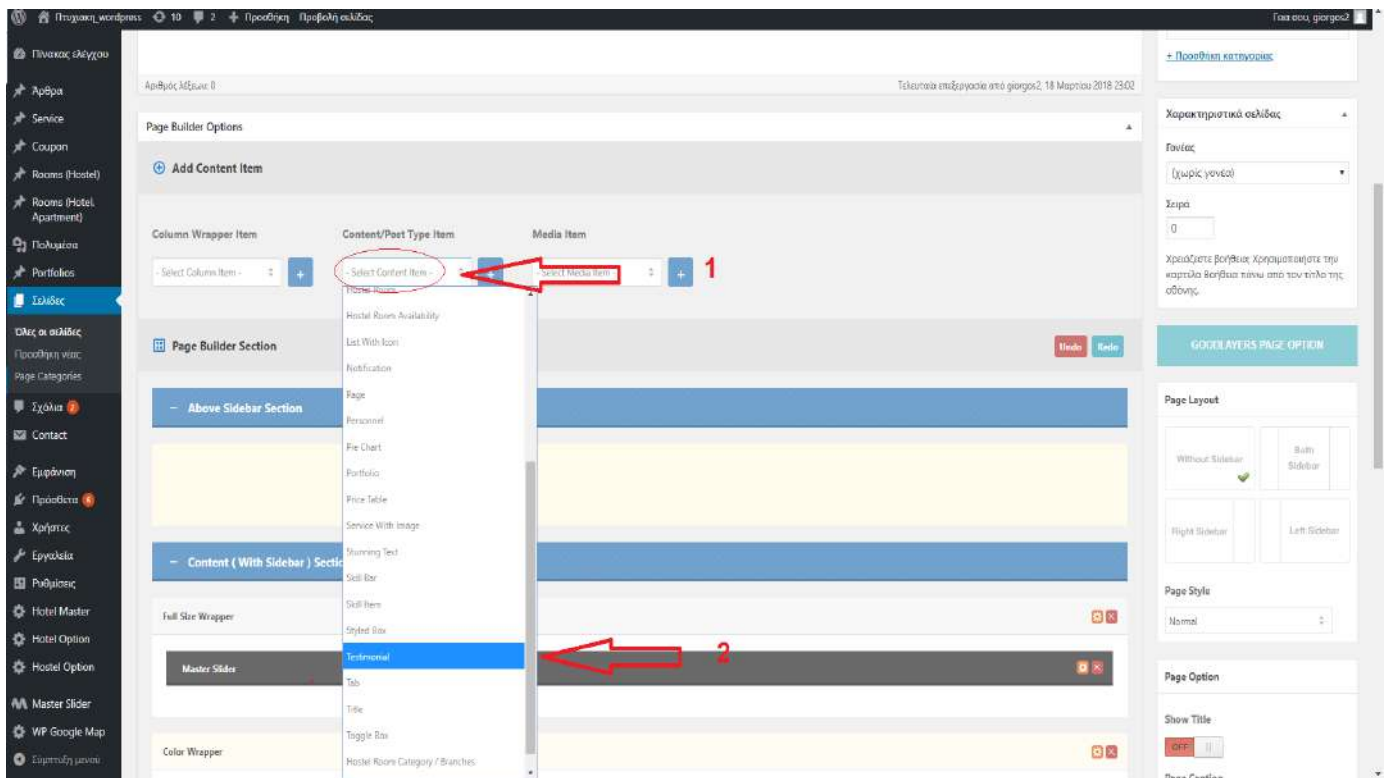 Πτυχιακη_wordpress 10 2 Προσθήκη Προβολή σελίδας
Γεια σου, giorgos2
Πίνακας ελέγχου
Άρθρα
Service
Coupon
Rooms (Hostel)
Rooms (Hotel,
Apartment)
Πολυμέσα
Portfolios
Σελίδες
Όλες οι σελίδες
Προσθήκη νέας
Page Categories
Σχόλια 2
Contact
Εμφάνιση
Πρόσθετα 6
Χρήστες
Εργαλεία
Ρυθμίσεις
Hotel Master
Hotel Option
Hostel Option
Master Slider
WP Google Map
Σύμπτυξη μενού
Αριθμός λέξεων: 0
Τελευταία επεξεργασία από giorgos2, 18 Μαρτίου 2018 23:02
Page Builder Options
Add Content Item
Column Wrapper Item
Content/Post Type Item
Media Item
- Select Column Item -
+
- Select Content Item -
+
- Select Media Item -
+
1
Hostel Room
Hostel Room Availability
List With Icon
Notification
Page
Personnel
Pie Chart
Portfolio
Price Table
Service With Image
Stunning Text
Skill Bar
Skill Item
Styled Box
Testimonial
2
Tab
Title
Toggle Box
Hostel Room Category / Branches
Page Builder Section
Undo
Redo
Above Sidebar Section
Content ( With Sidebar ) Sectio
Full Size Wrapper
Master Slider
Color Wrapper
+ Προσθήκη κατηγορίας
Χαρακτηριστικά σελίδας
Γονέας
(χωρίς γονέα)
Σειρά
0
Χρειάζεστε βοήθεια; Χρησιμοποιήστε την
καρτέλα Βοήθεια πάνω από τον τίτλο της
οθόνης.
GOODLAYERS PAGE OPTION
Page Layout
Without Sidebar
Both
Sidebar
Right Sidebar
Left Sidebar
Page Style
Normal
Page Option
Show Title
OFF
Page Caption